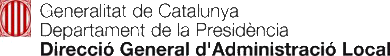 Generalitat de Catalunya
Departament de la Presidència
Direcció General d'Administració Local